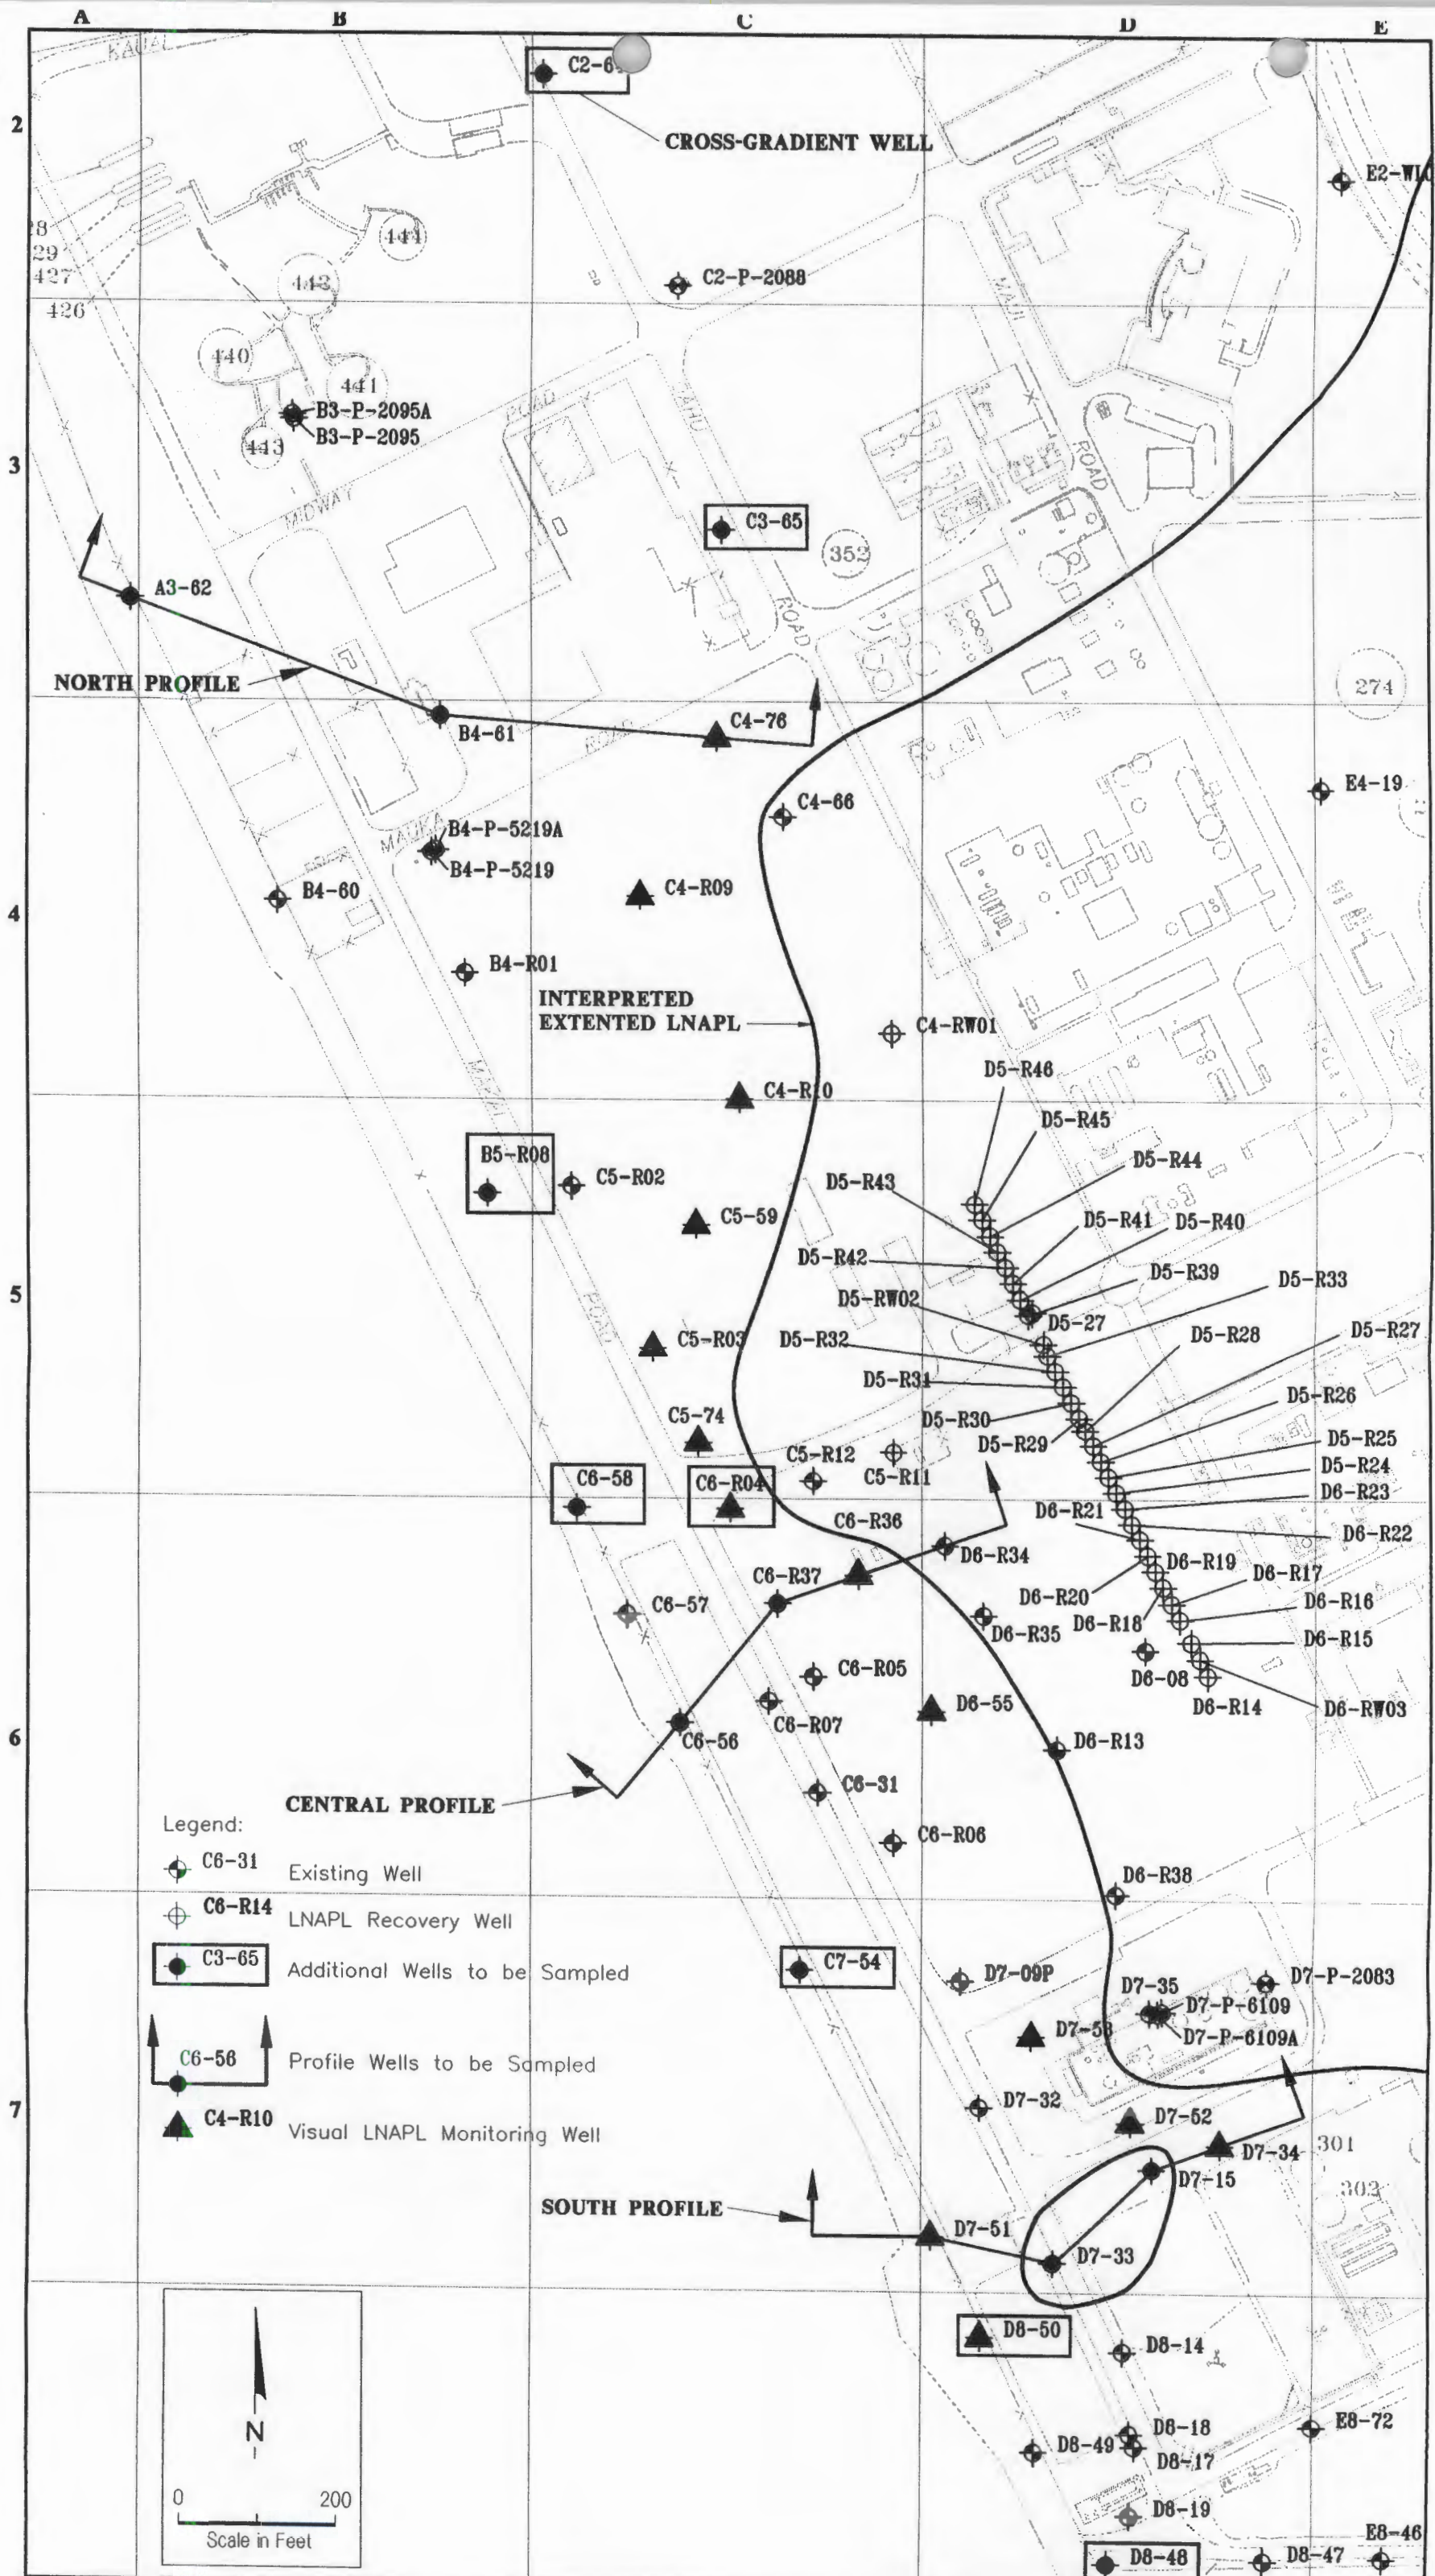 A
B
C
D
E
KAUAI
2
C2-6
CROSS-GRADIENT WELL
E2-W
444
29
427
426
442
C2-P-2088
MAUI
440
441
B3-P-2095A
B3-P-2095
443
ROAD
OAHU
ROAD
3
MIDWAY
C3-65
352
A3-62
ROAD
NORTH PROFILE
274
C4-76
B4-61
ROAD
E4-19
C4-66
MAUKA
B4-P-5219A
B4-P-5219
B4-60
C4-R09
4
B4-R01
INTERPRETED
EXTENTED LNAPL
C4-RW01
D5-R46
C4-R10
D5-R45
B5-R08
D5-R44
C5-R02
D5-R43
C5-59
D5-R41
D5-R40
D5-R42
D5-R39
D5-R33
5
D5-RW02
ROAD
D5-27
C5-R03
D5-R32
D5-R28
D5-R27
D5-R31
D5-R26
C5-74
D5-R30
D5-R29
D5-R25
C5-R12
C5-R11
D5-R24
C6-58
C6-R04
D6-R23
D6-R21
C6-R36
D6-R22
D6-R34
D6-R19
C6-R37
D6-R17
D6-R20
C6-57
D6-R18
D6-R16
D6-R35
D6-R15
C6-R05
D6-08
D6-55
D6-R14
D6-RW03
C6-R07
6
C6-56
D6-R13
C6-31
CENTRAL PROFILE
Legend:
C6-R06
C6-31
Existing Well
D6-R38
C6-R14
LNAPL Recovery Well
C3-65
Additional Wells to be Sampled
C7-54
D7-09P
D7-P-2083
D7-35
D7-P-6109
D7-53
D7-P-6109A
C6-56
Profile Wells to be Sampled
7
D7-32
C4-R10
Visual LNAPL Monitoring Well
D7-52
D7-34
301
D7-15
302
SOUTH PROFILE
D7-51
D7-33
D8-50
D8-14
N
D8-18
E8-72
D8-49
D8-17
0
200
D8-19
Scale in Feet
E8-46
D8-48
D8-47